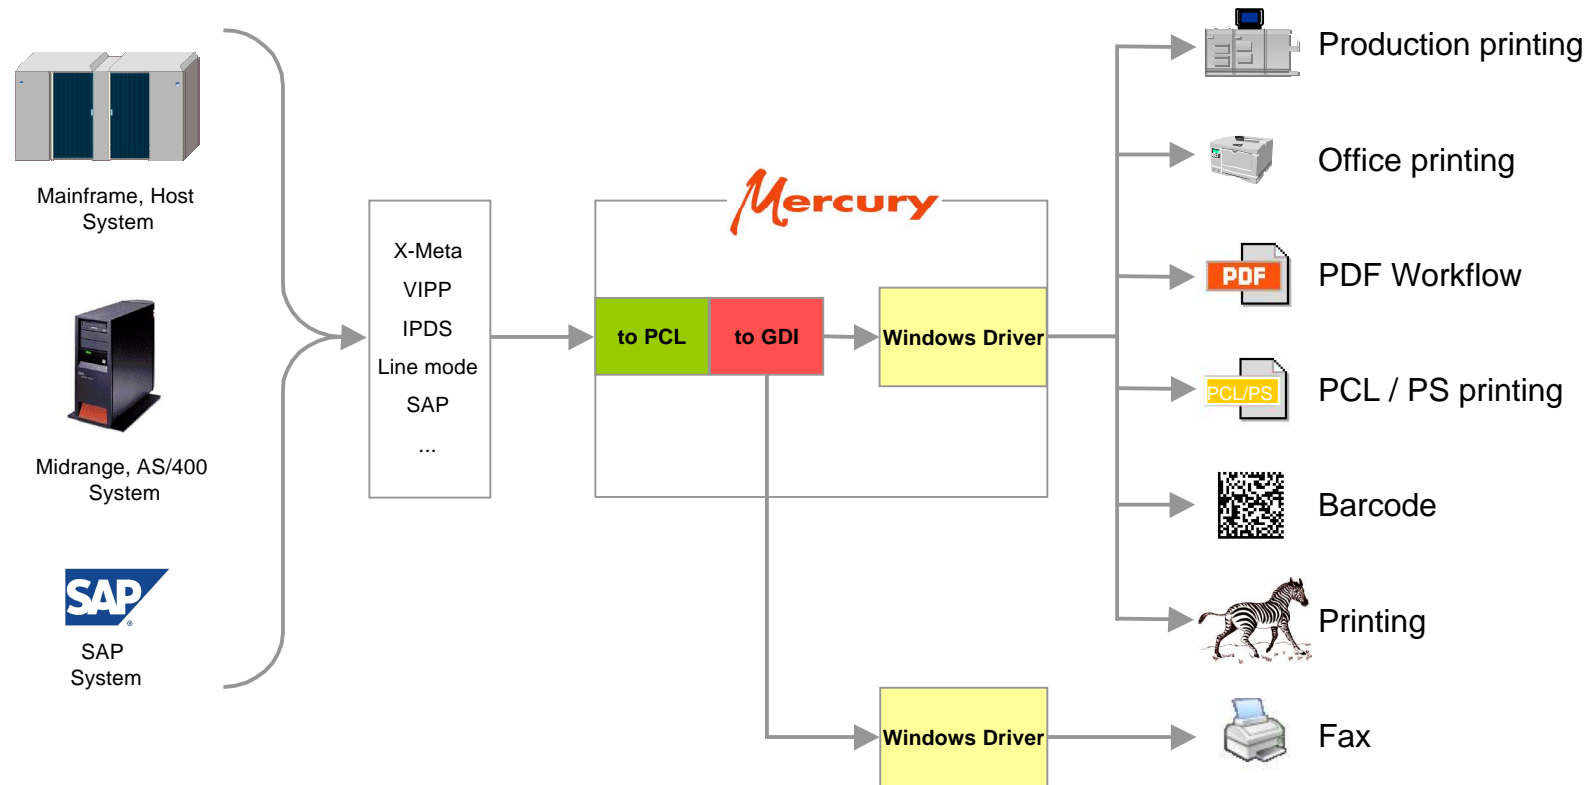 Mainframe, Host
System
Midrange, AS/400
System
SAP
SAP
System
X-Meta
VIPP
IPDS
Line mode
SAP
...
Mercury
to PCL
to GDI
Windows Driver
Windows Driver
Production printing
Office printing
PDF
PDF Workflow
PCL/PS
PCL / PS printing
Barcode
Printing
Fax